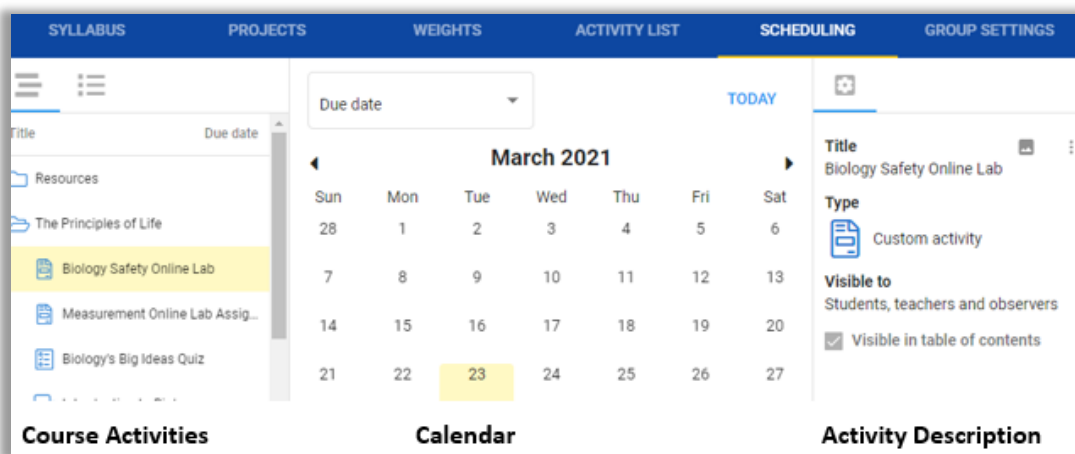 SYLLABUS PROJECTS WEIGHTS ACTIVITY LIST SCHEDULING GROUP SETTINGS
Title Due date
Resources
The Principles of Life
Biology Safety Online Lab
Measurement Online Lab Assig...
Biology's Big Ideas Quiz
Due date
TODAY
March 2021
Sun Mon Tue Wed Thu Fri Sat
28 1 2 3 4 5 6
7 8 9 10 11 12 13
14 15 16 17 18 19 20
21 22 23 24 25 26 27
Title
Biology Safety Online Lab
Type
Custom activity
Visible to
Students, teachers and observers
Visible in table of contents
Course Activities Calendar Activity Description